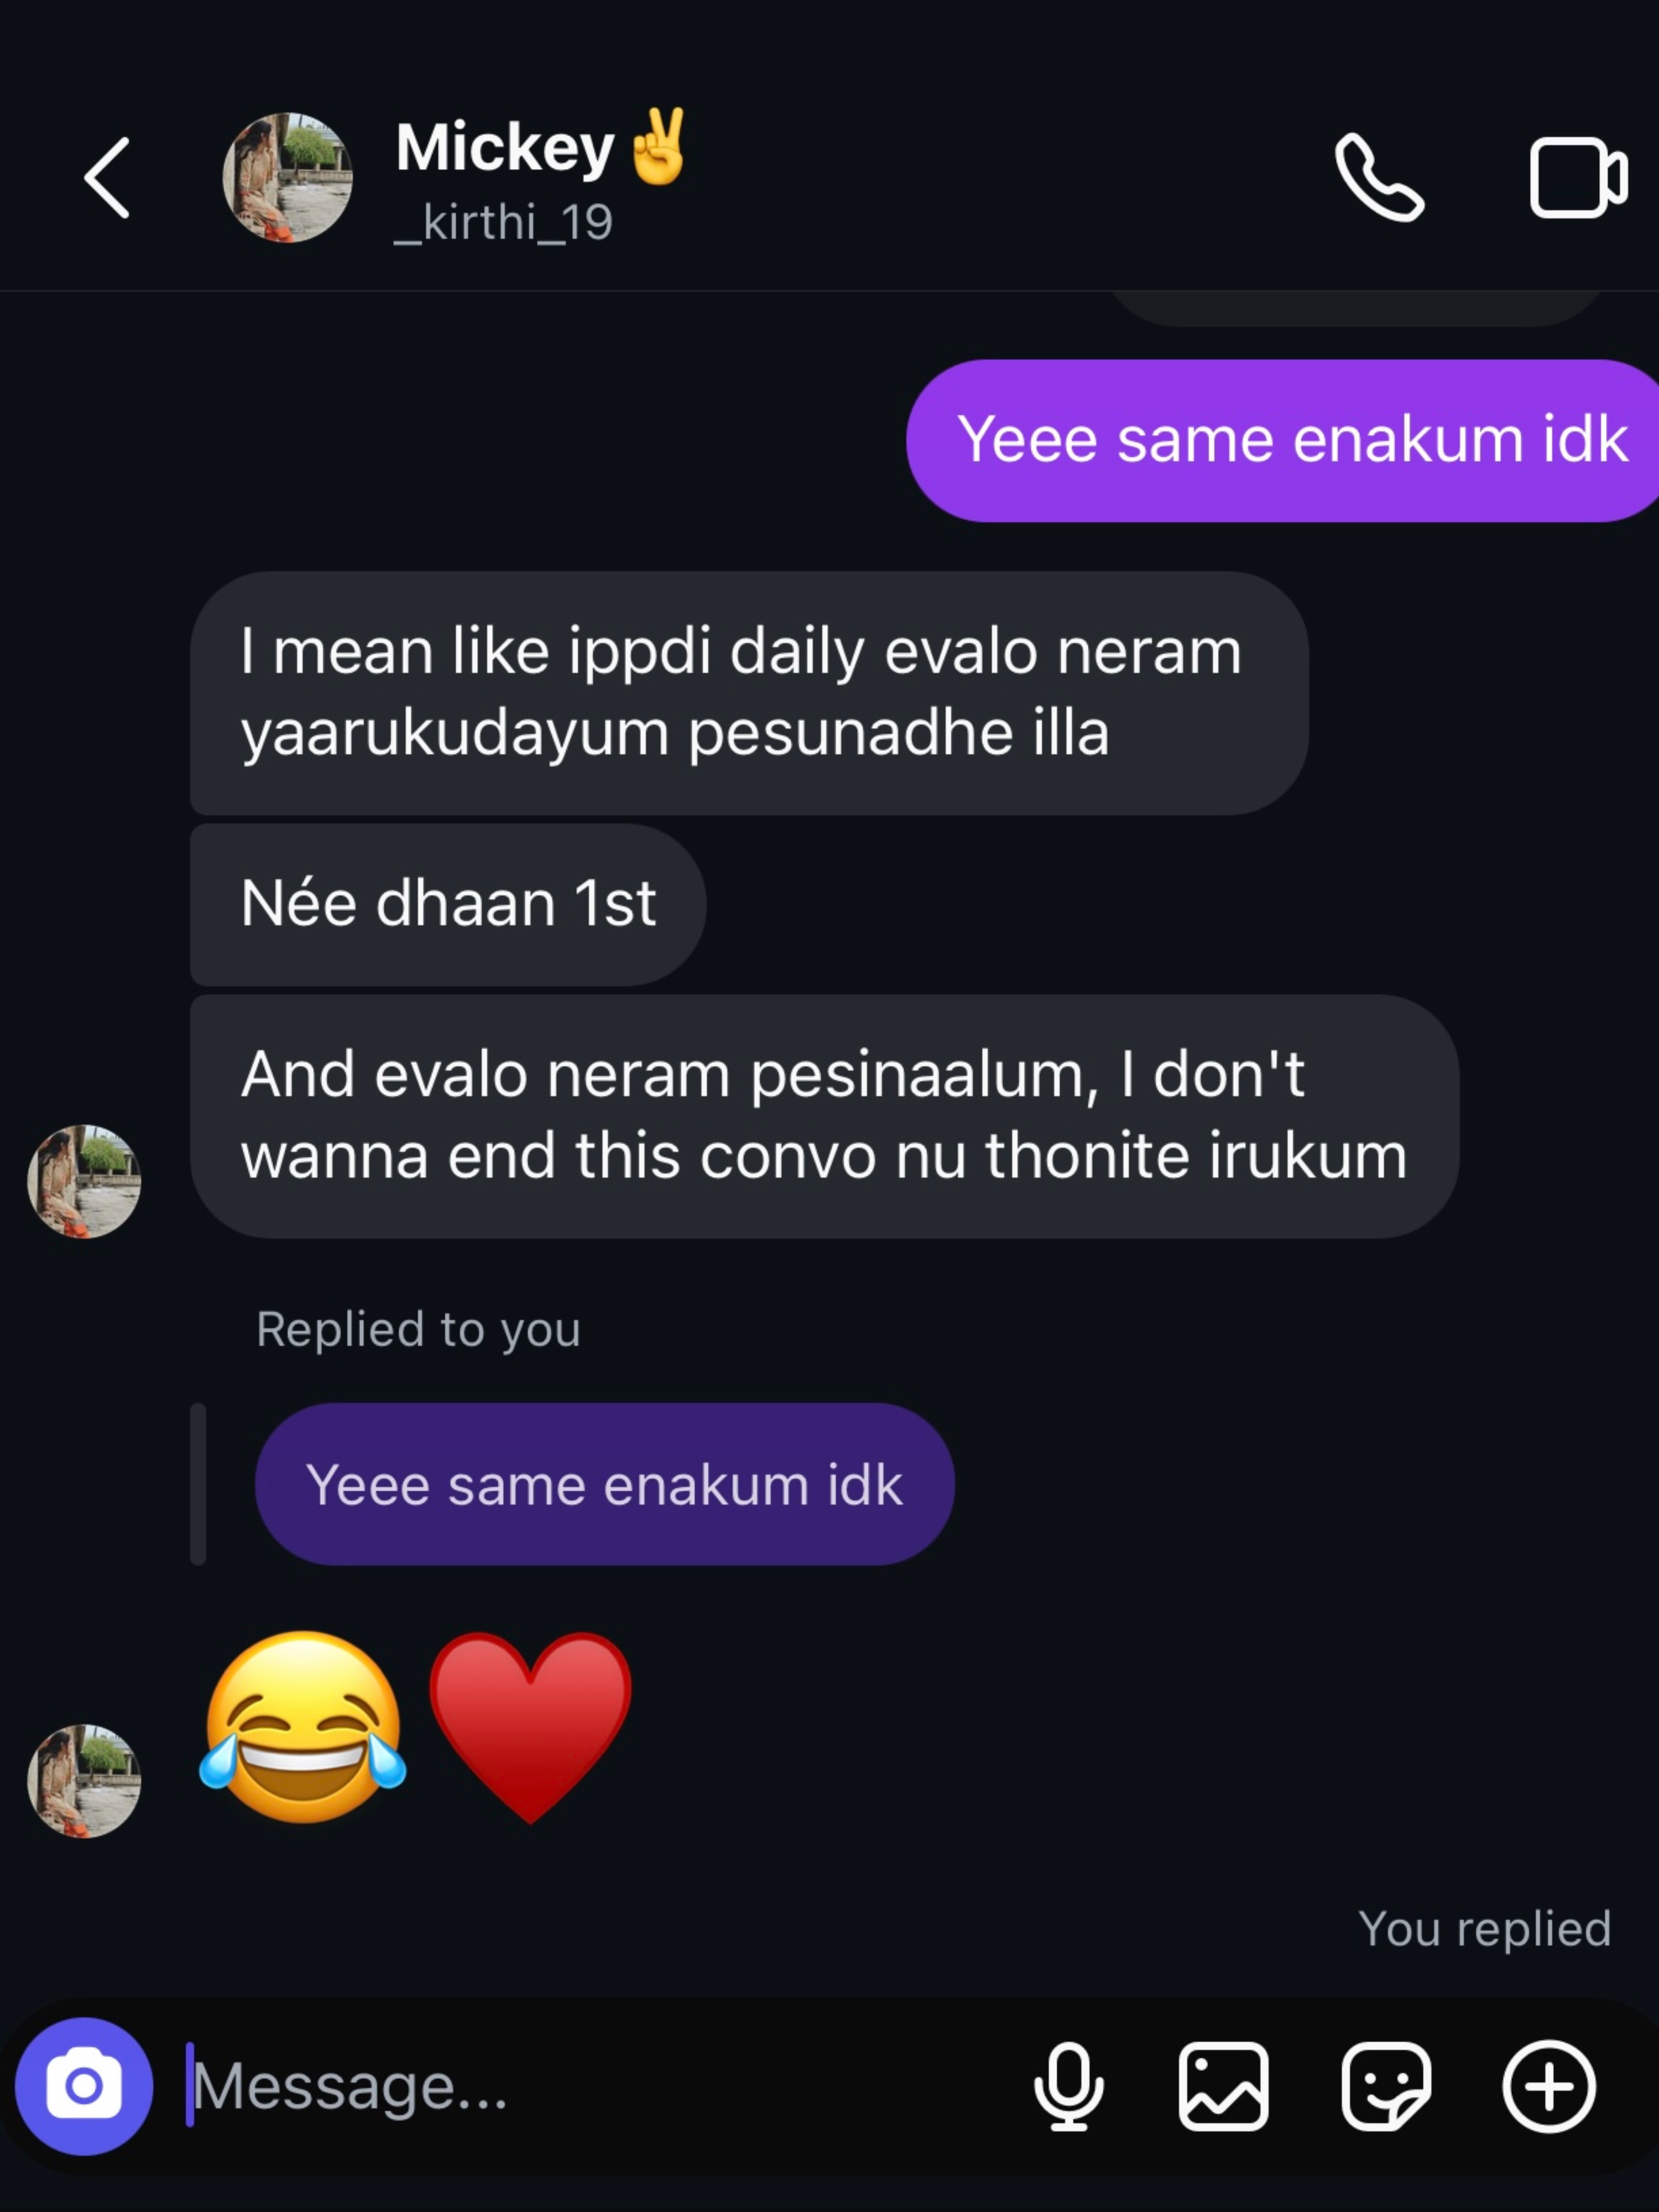 Mickey✌️
_kirthi_19
Yeee same enakum idk
I mean like ippdi daily evalo neram
yaarukudayum pesunadhe illa
Née dhaan 1st
And evalo neram pesinaalum, I don't
wanna end this convo nu thonite irukum
Replied to you
Yeee same enakum idk
😂♥️
You replied
Message...